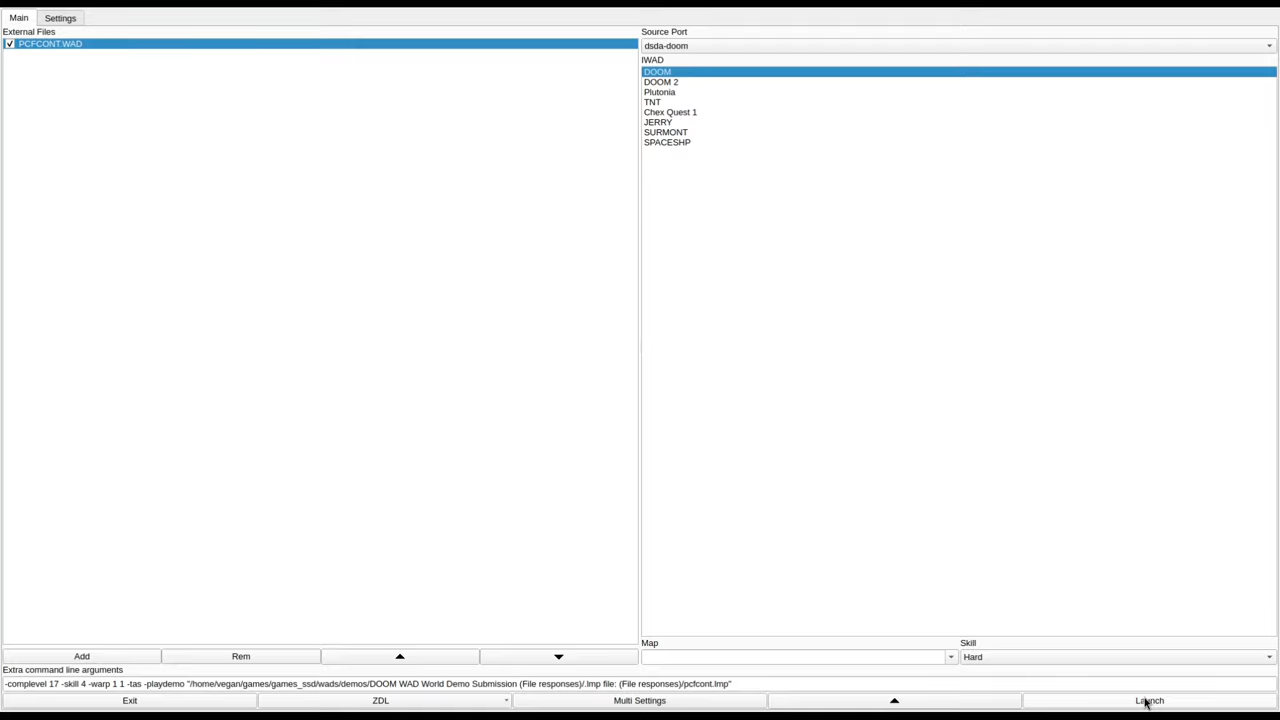 Main Settings
External Files
PCFCONT.WAD
Source Port
dsda-doom
IWAD
DOOM
DOOM 2
Plutonia
TNT
Chex Quest 1
JERRY
SURMONT
SPACESHP
Add Rem
Map Skill
Hard
Extra command line arguments
-complevel 17 -skill 4 -warp 1 1 -tas -playdemo "/home/vegan/games/games_ssd/wads/demos/DOOM WAD World Demo Submission (File responses)/.lmp file: (File responses)/pcfcont.lmp"
Exit ZDL Multi Settings Launch